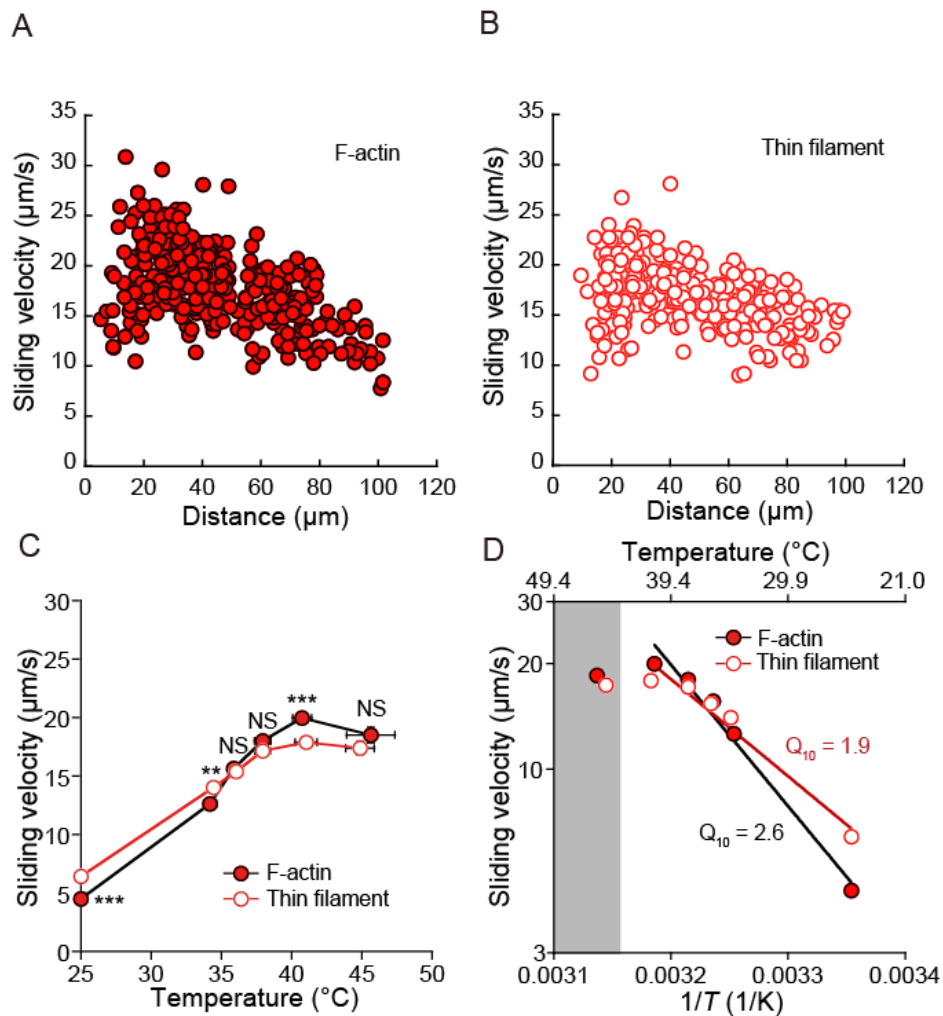 A
35
30
25
20
15
10
5
0
Sliding velocity (µm/s)
F-actin
0 20 40 60 80 100 120
Distance (µm)
B
35
30
25
20
15
10
5
0
Sliding velocity (µm/s)
Thin filament
0 20 40 60 80 100 120
Distance (µm)
C
30
25
20
15
10
5
0
Sliding velocity (µm/s)
***
**
NS
NS
***
NS
F-actin
Thin filament
25 30 35 40 45 50
Temperature (°C)
D
Temperature (°C)
49.4 39.4 29.9 21.0
30
20
10
3
Sliding velocity (µm/s)
F-actin
Thin filament
Q10 = 1.9
Q10 = 2.6
0.0031 0.0032 0.0033 0.0034
1/T (1/K)